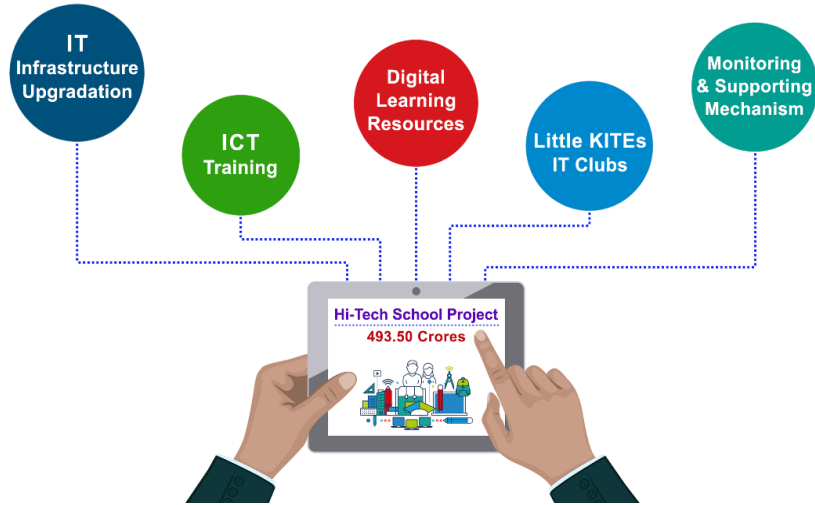 IT
Infrastructure
Upgradation
ICT
Training
Digital
Learning
Resources
Little KITEs
IT Clubs
Monitoring
& Supporting
Mechanism
Hi-Tech School Project
493.50 Crores